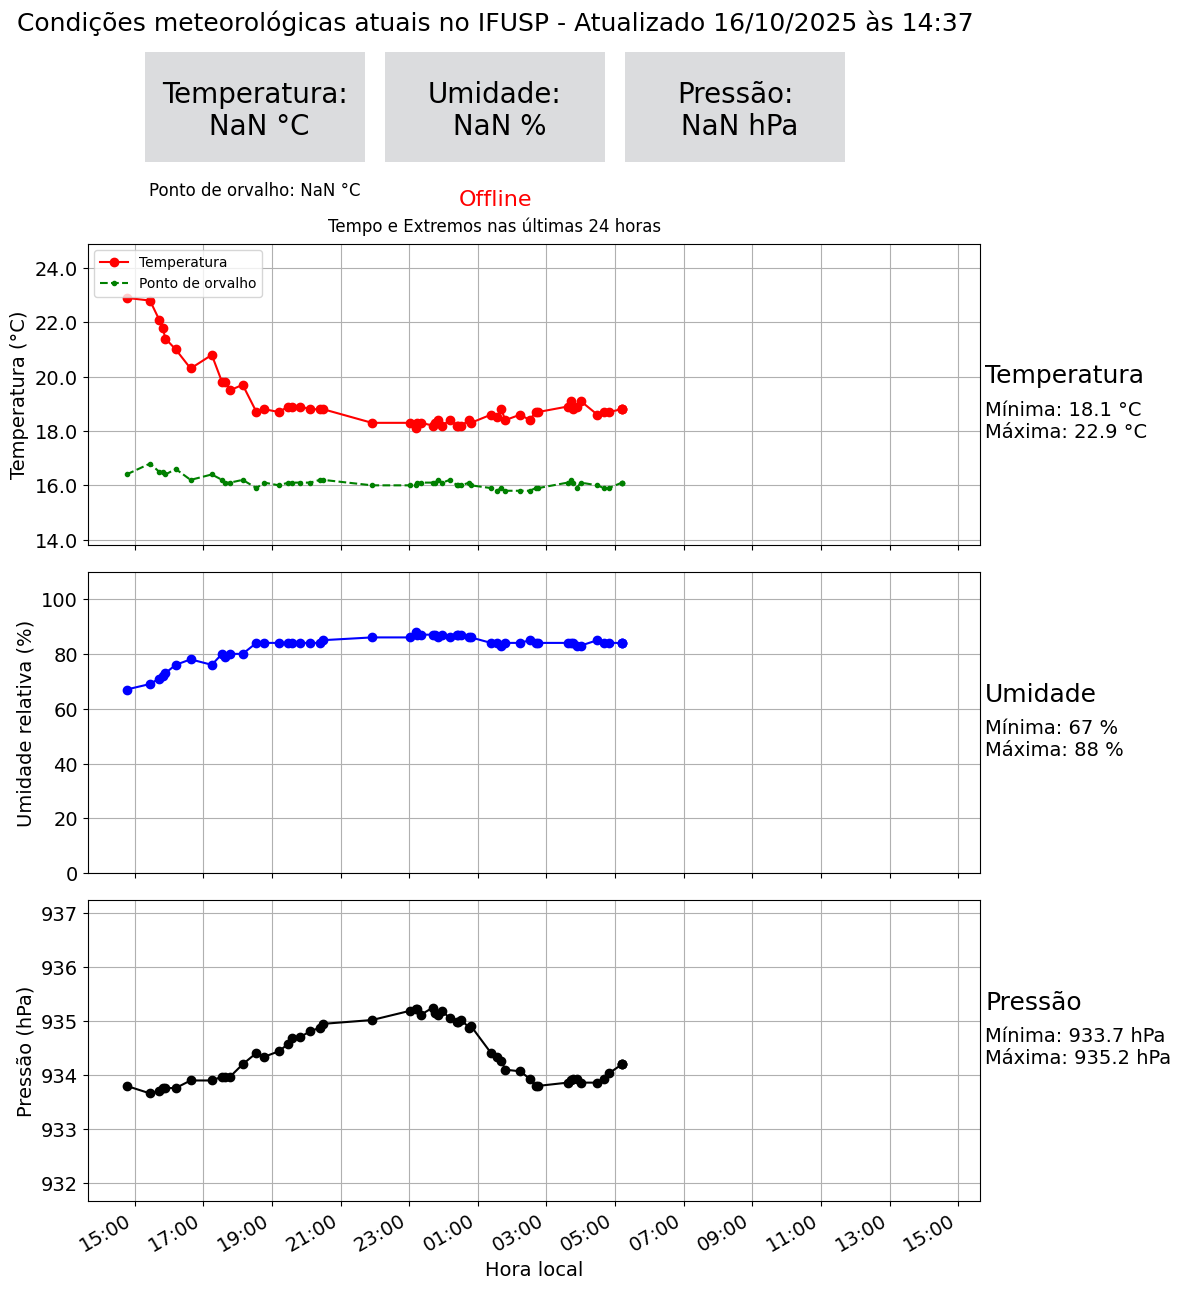 Condições meteorológicas atuais no IFUSP - Atualizado 16/10/2025 às 14:37
Temperatura:
NaN °C
Umidade:
NaN %
Pressão:
NaN hPa
Ponto de orvalho: NaN °C
Offline
Tempo e Extremos nas últimas 24 horas
Temperatura
Ponto de orvalho
24.0
22.0
20.0
18.0
16.0
14.0
Temperatura (°C)
Temperatura
Mínima: 18.1 °C
Máxima: 22.9 °C
100
80
60
40
20
0
Umidade relativa (%)
Umidade
Mínima: 67 %
Máxima: 88 %
937
936
935
934
933
932
Pressão (hPa)
Pressão
Mínima: 933.7 hPa
Máxima: 935.2 hPa
15:00
17:00
19:00
21:00
23:00
01:00
03:00
05:00
07:00
09:00
11:00
13:00
15:00
Hora local